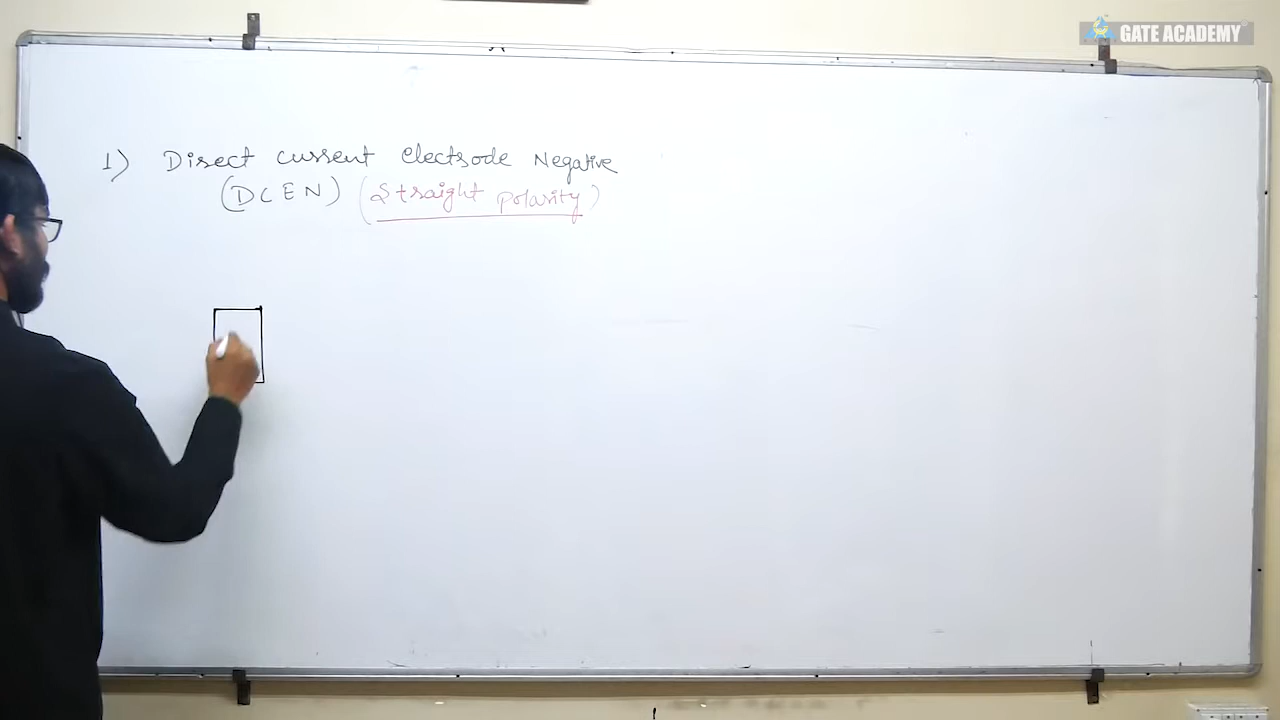 GATE ACADEMY
1) Direct current electrode Negative
(DCEN) (Straight polarity)